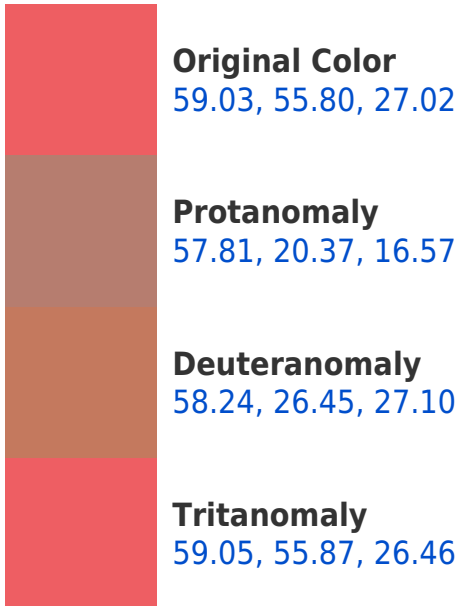 Original Color
59.03, 55.80, 27.02
Protanomaly
57.81, 20.37, 16.57
Deuteranomaly
58.24, 26.45, 27.10
Tritanomaly
59.05, 55.87, 26.46